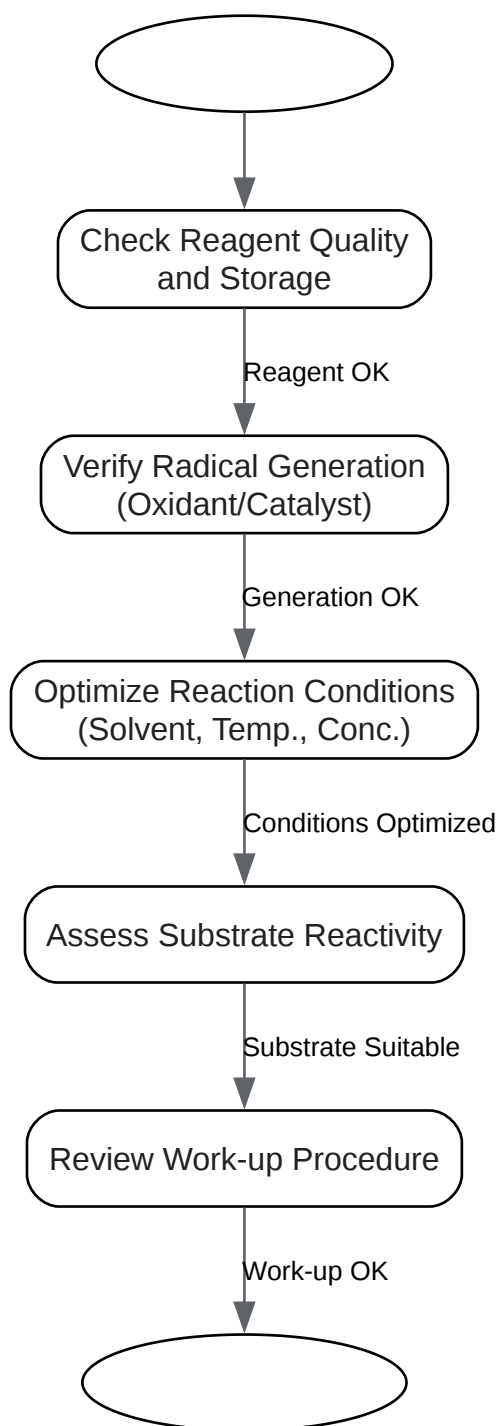 Check Reagent Quality
and Storage
Reagent OK
Verify Radical Generation
(Oxidant/Catalyst)
Generation OK
Optimize Reaction Conditions
(Solvent, Temp., Conc.)
Conditions Optimized
Assess Substrate Reactivity
Substrate Suitable
Review Work-up Procedure
Work-up OK